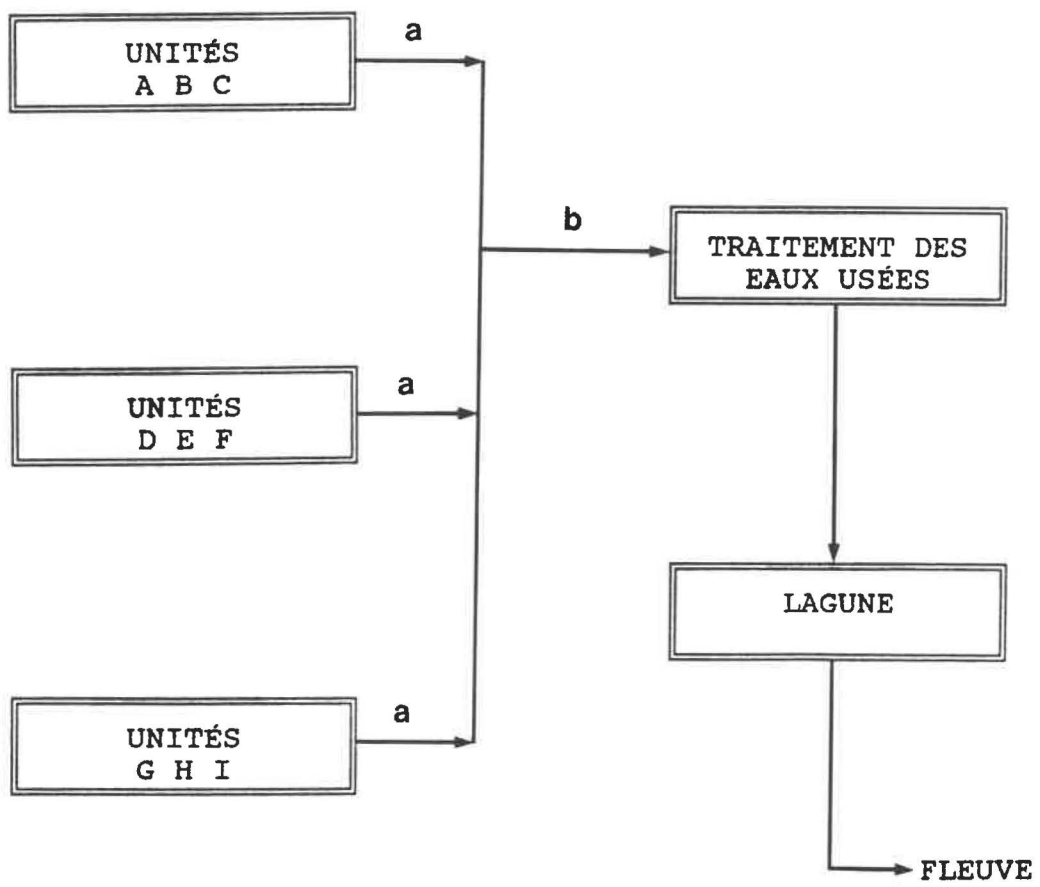 a
UNITÉS
A B C
b
TRAITEMENT DES
EAUX USÉES
a
UNITÉS
D E F
LAGUNE
a
UNITÉS
G H I
FLEUVE